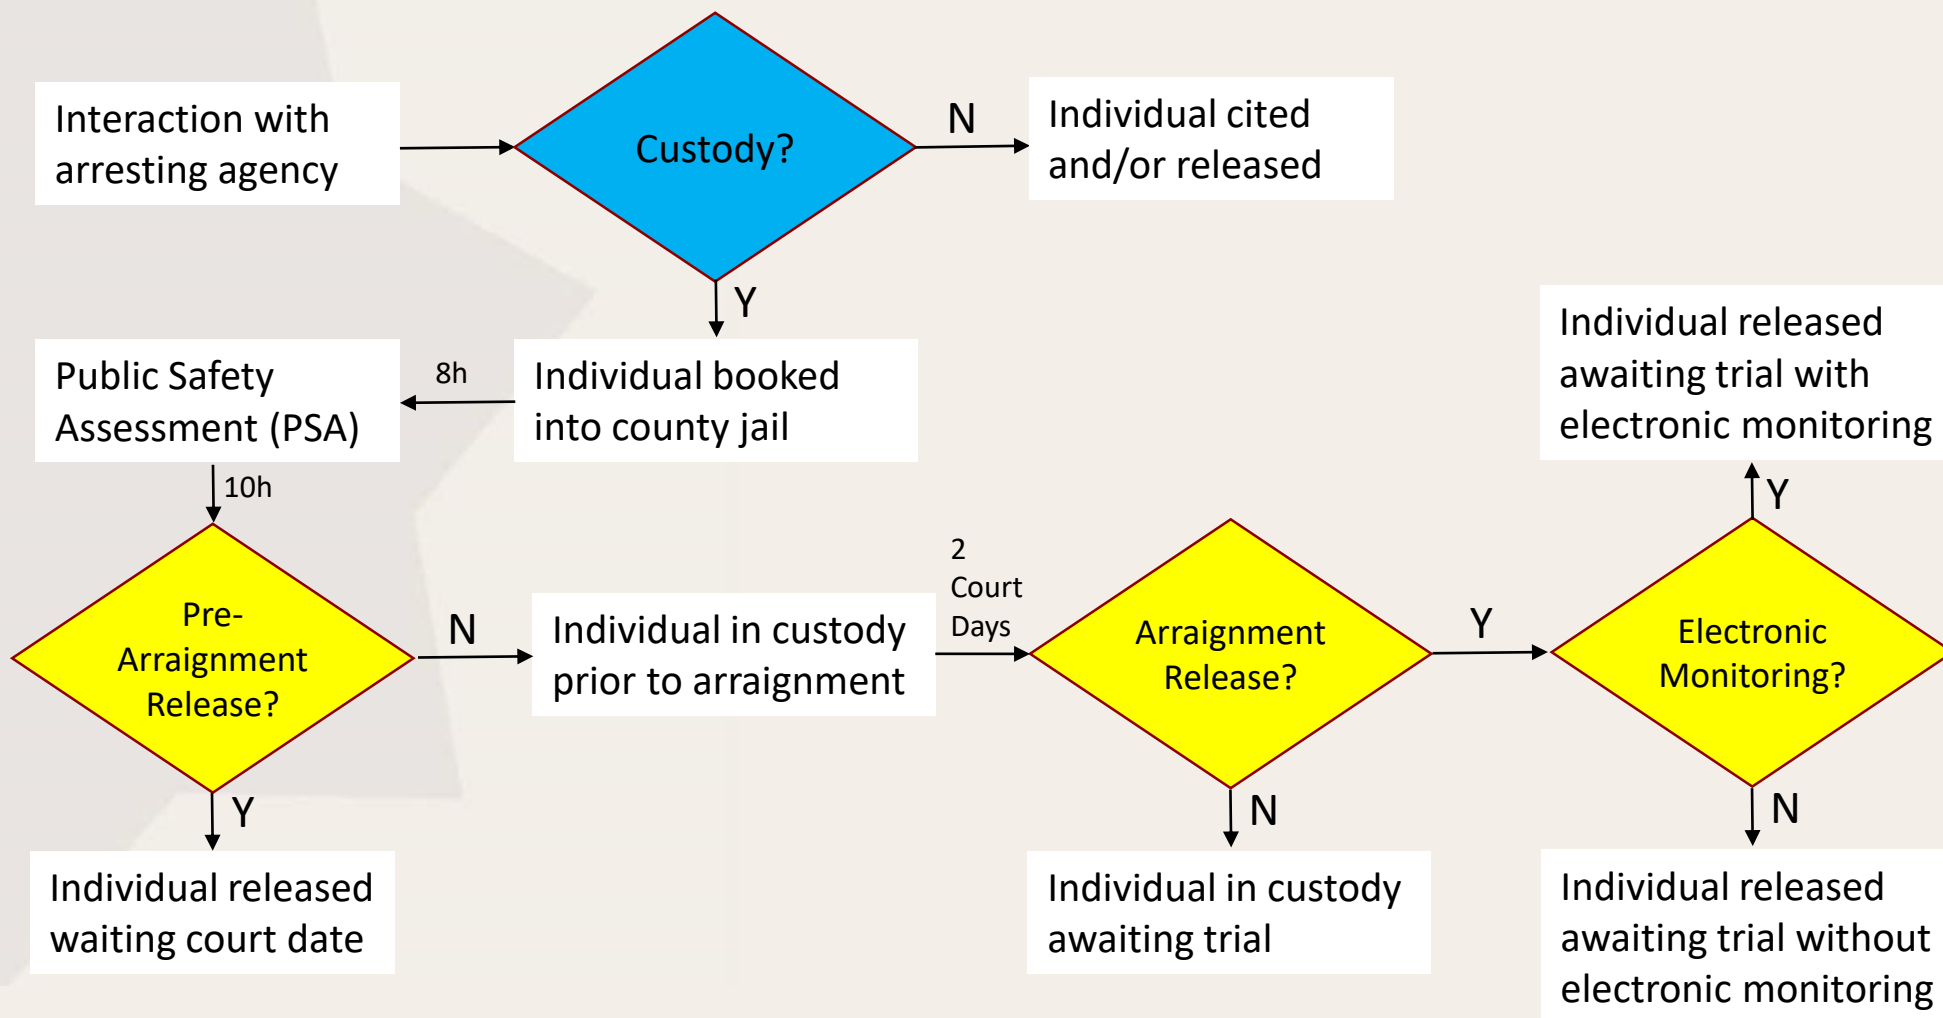 Interaction with
arresting agency
Custody?
N
Individual cited
and/or released
Y
Public Safety
Assessment (PSA)
8h
Individual booked
into county jail
Individual released
awaiting trial with
electronic monitoring
10h
Y
Pre-
Arraignment
Release?
N
Individual in custody
prior to arraignment
2
Court
Days
Arraignment
Release?
Y
Electronic
Monitoring?
Y
N
N
Individual released
waiting court date
Individual in custody
awaiting trial
Individual released
awaiting trial without
electronic monitoring